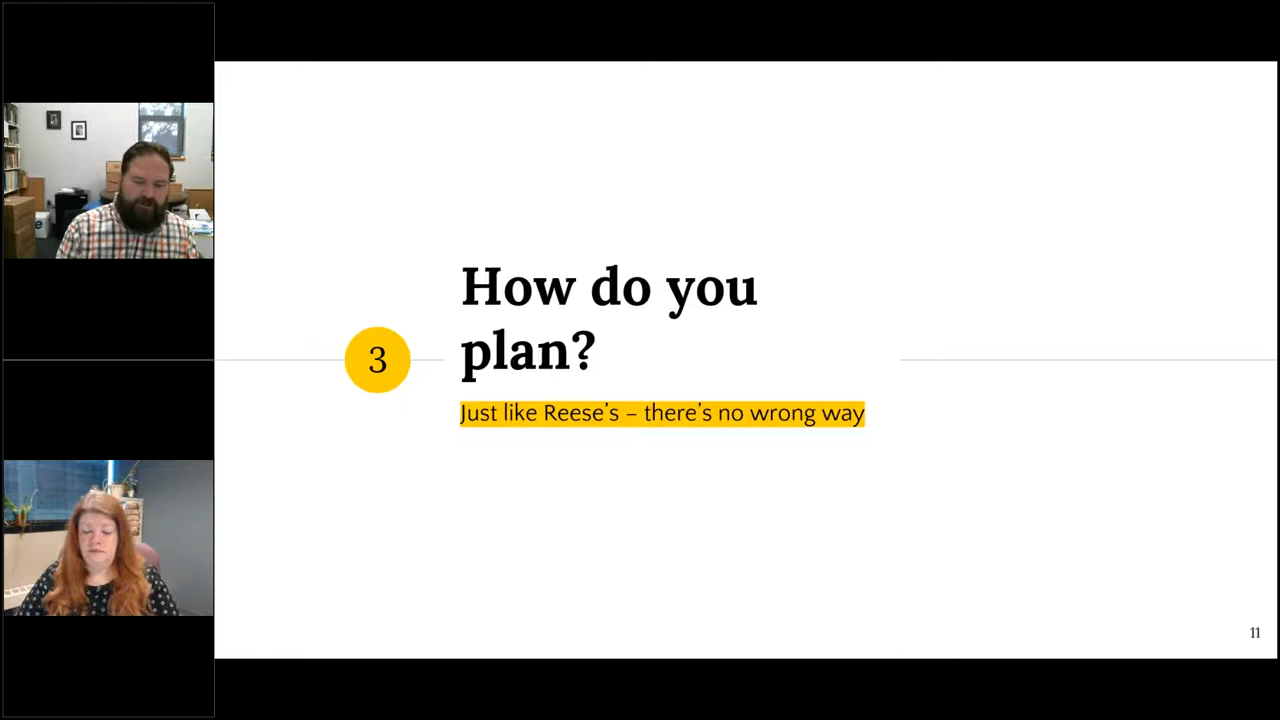 How do you
plan?
3
Just like Reese's – there's no wrong way
11